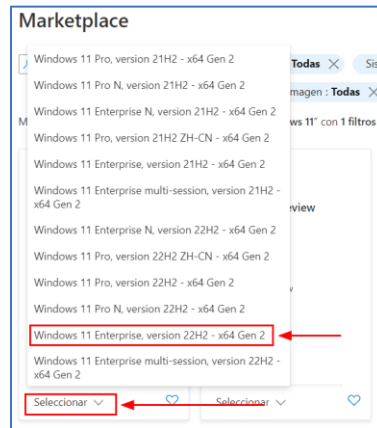 Marketplace
Windows 11 Pro, version 21H2 - x64 Gen 2
Todas
Sis
Windows 11 Pro N, version 21H2 - x64 Gen 2
magen : Todas
Windows 11 Enterprise N, version 21H2 - x64 Gen 2
M
ws 11" con 1 filtros
Windows 11 Pro, version 21H2 ZH-CN - x64 Gen 2
Windows 11 Enterprise, version 21H2 - x64 Gen 2
Windows 11 Enterprise multi-session, version 21H2 -
x64 Gen 2
view
Windows 11 Enterprise N, version 22H2 - x64 Gen 2
Windows 11 Pro, version 22H2 ZH-CN - x64 Gen 2
Windows 11 Pro, version 22H2 - x64 Gen 2
Windows 11 Pro N, version 22H2 - x64 Gen 2
Windows 11 Enterprise, version 22H2 - x64 Gen 2
Windows 11 Enterprise multi-session, version 22H2 -
x64 Gen 2
Seleccionar
Seleccionar